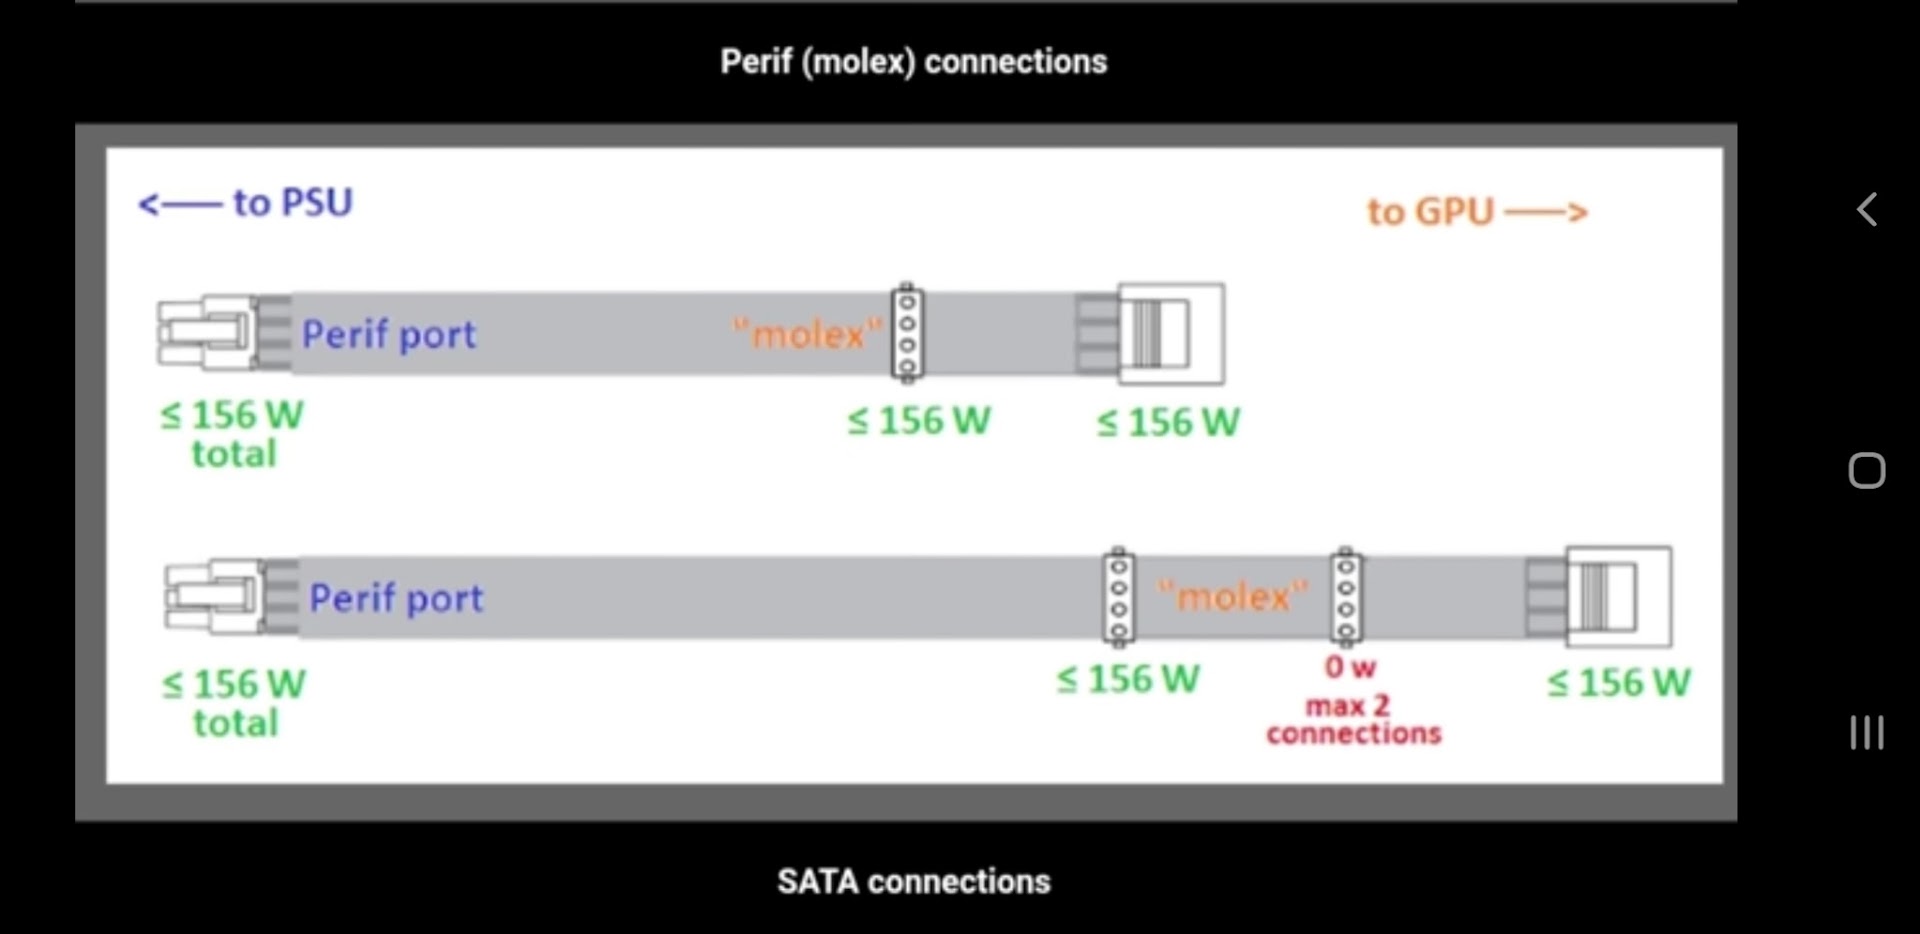 Perif (molex) connections
<—— to PSU
to GPU ——>
Perif port
"molex"
≤ 156 W
total
≤ 156 W
≤ 156 W
Perif port
"molex"
≤ 156 W
total
≤ 156 W
0 w
max 2
connections
≤ 156 W
SATA connections